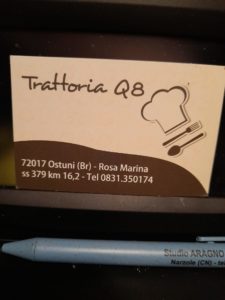 Trattoria Q8
72017 Ostuni (Br) - Rosa Marina
ss 379 km 16,2 - Tel 0831.350174
Studio ARAGNO
Narzole (CN) - tel